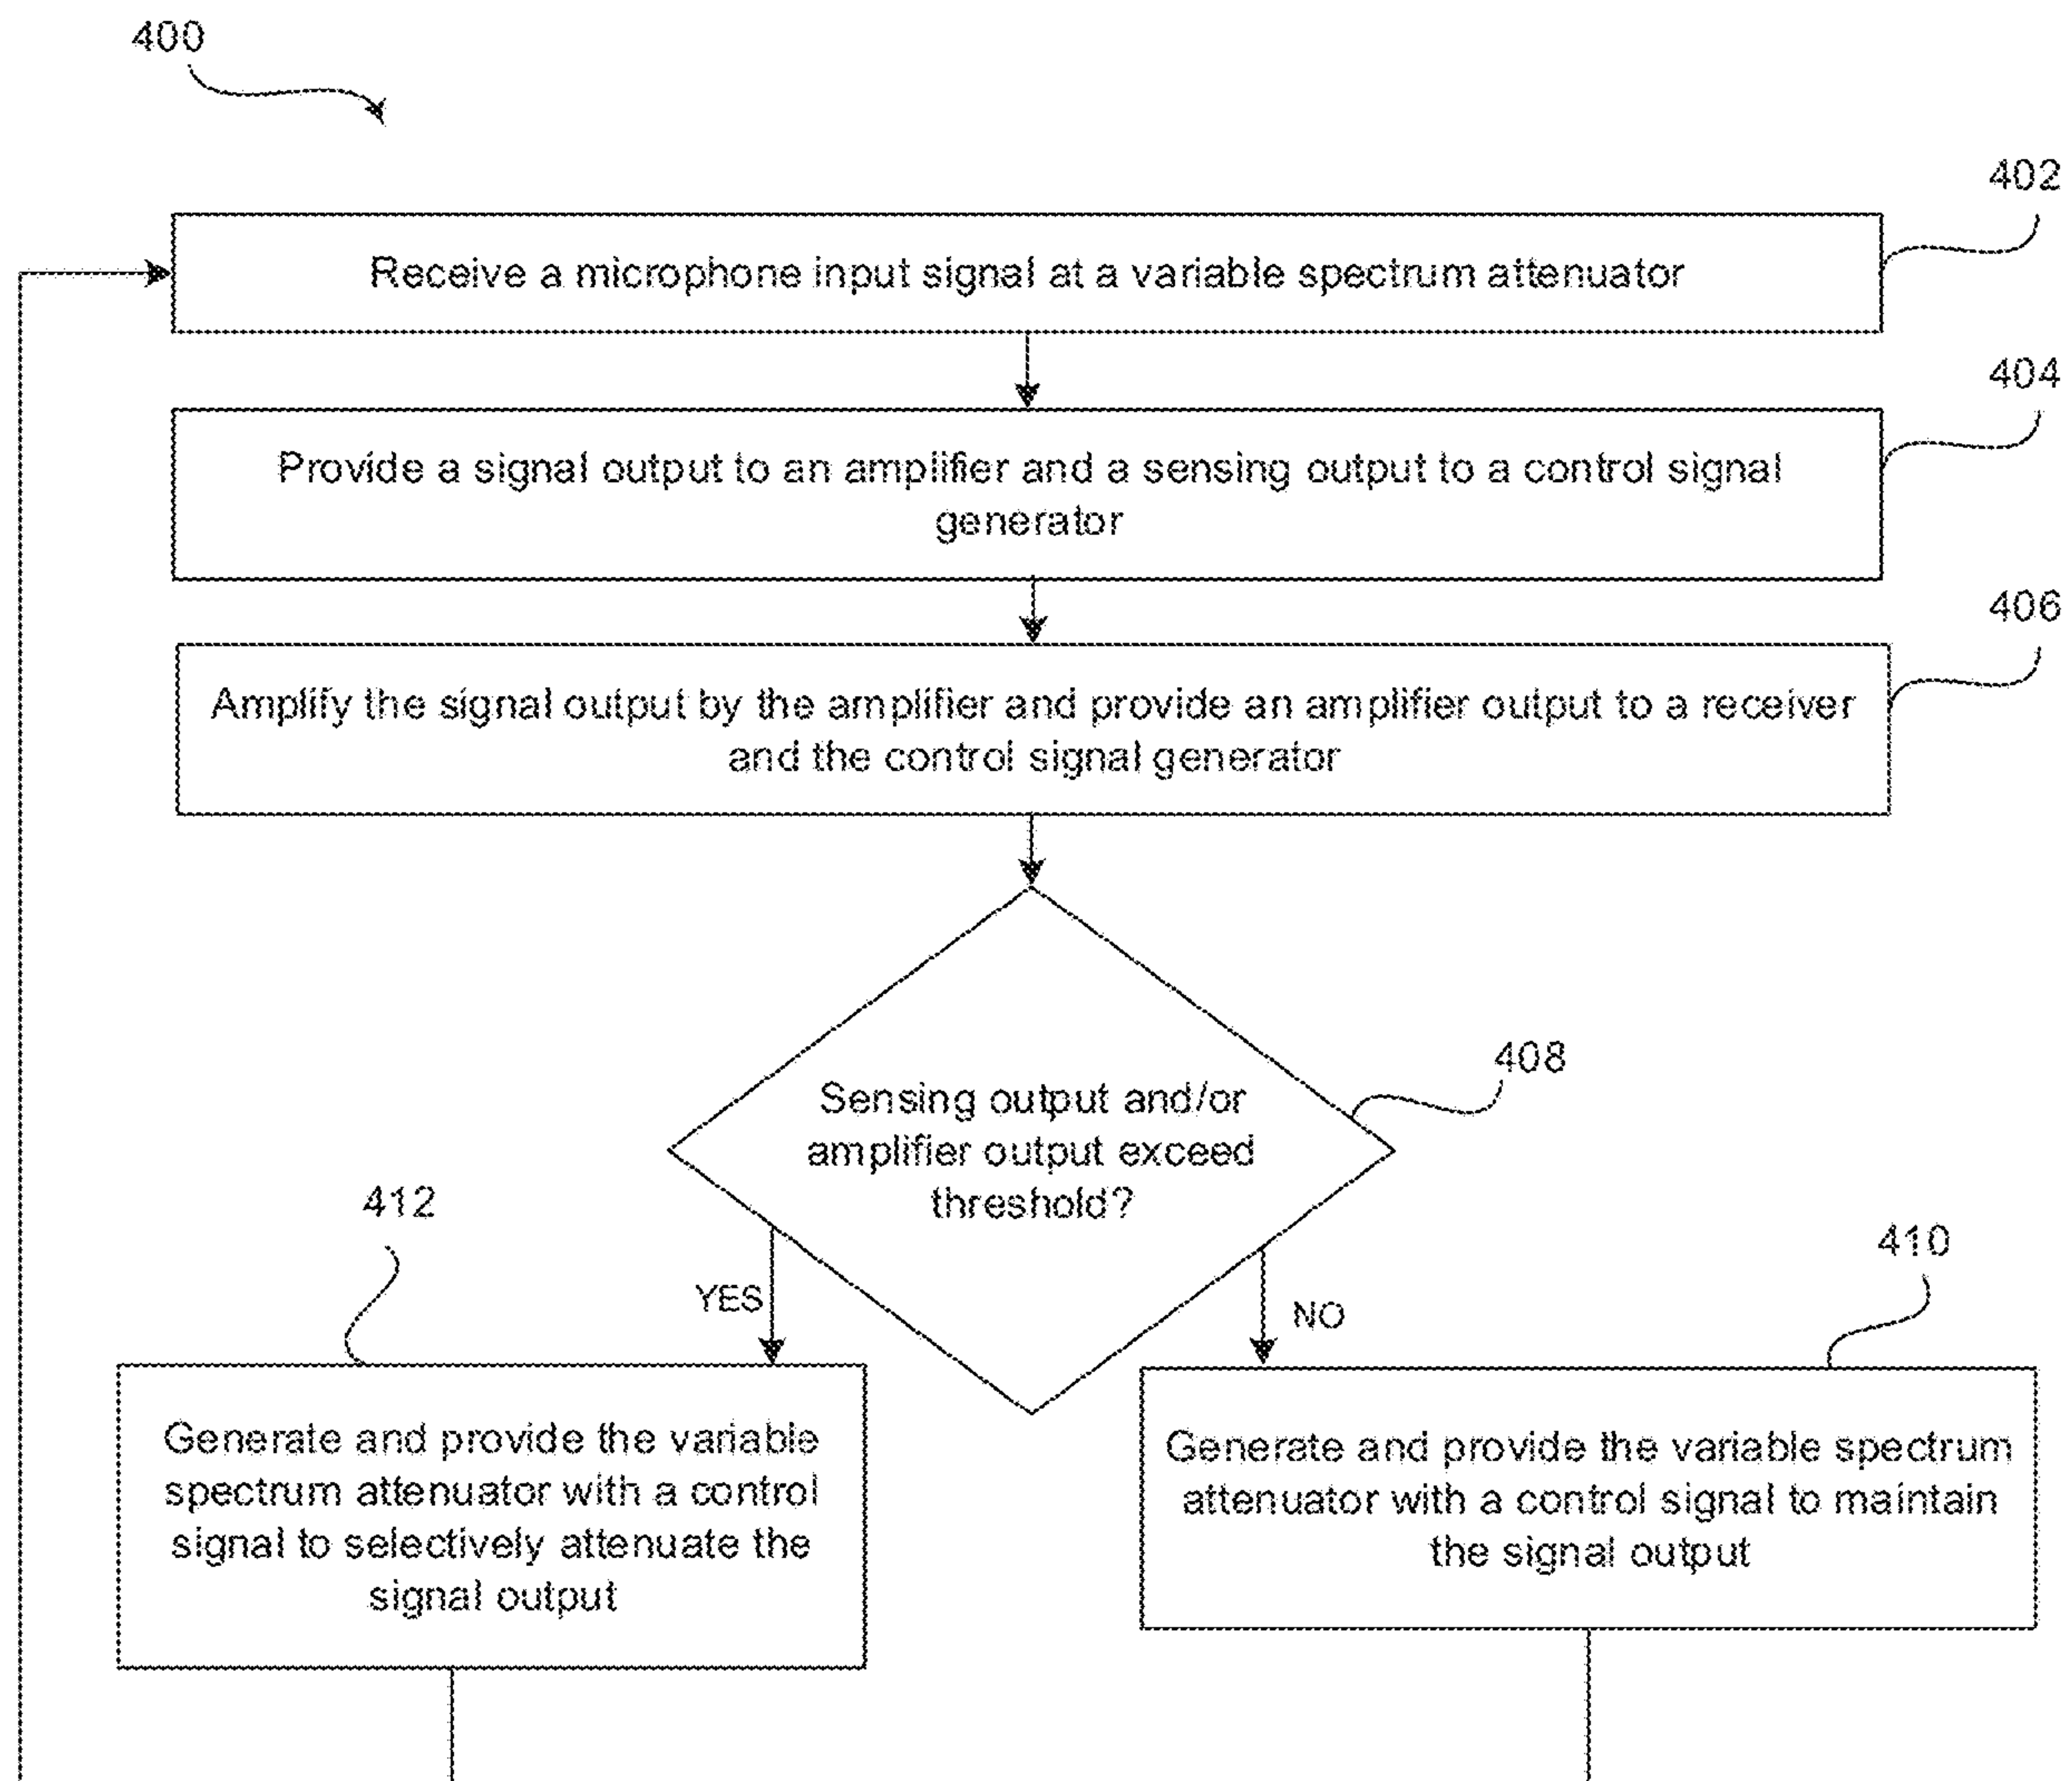 400
402
Receive a microphone input signal at a variable spectrum attenuator
404
Provide a signal output to an amplifier and a sensing output to a control signal
generator
406
Amplify the signal output by the amplifier and provide an amplifier output to a receiver
and the control signal generator
408
Sensing output and/or
amplifier output exceed
threshold?
412
410
YES
NO
Generate and provide the variable
spectrum attenuator with a control
signal to selectively attenuate the
signal output
Generate and provide the variable spectrum
attenuator with a control signal to maintain
the signal output